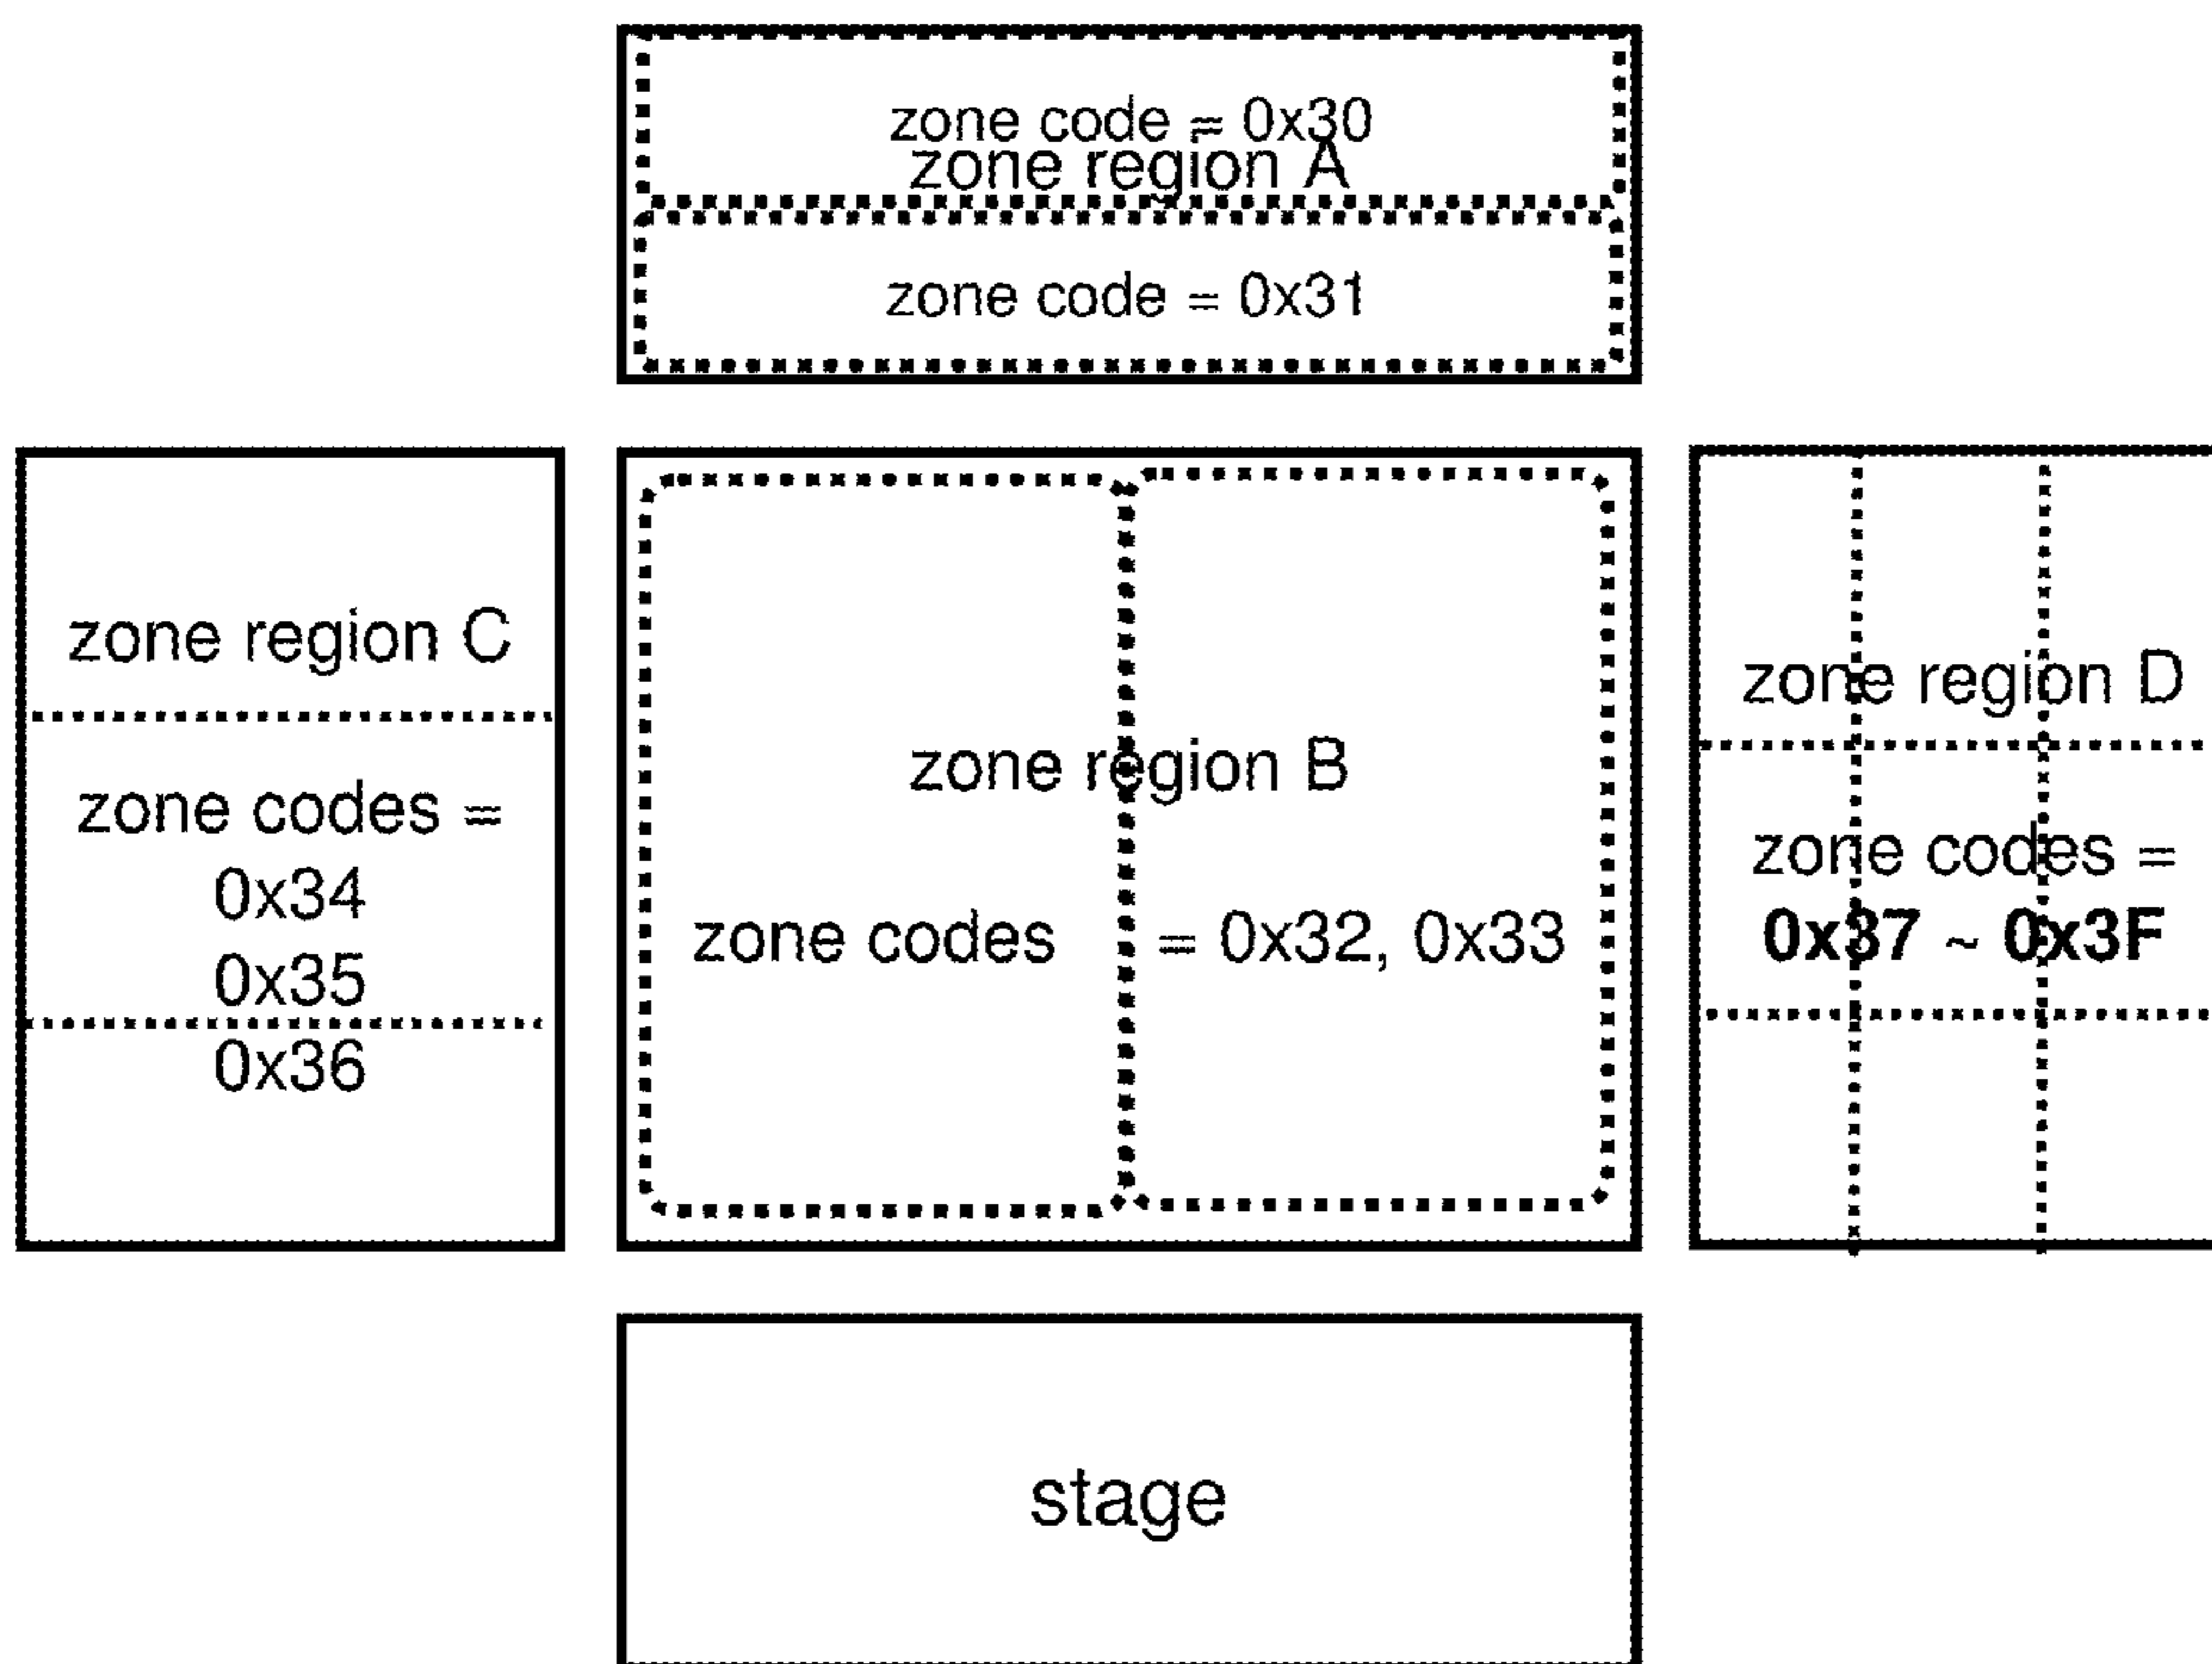 zone code = 0x30
zone region A
zone code = 0x31
zone region C
zone codes =
0x34
0x35
0x36
zone region B
zone codes = 0x32, 0x33
zone region D
zone codes =
0x37 ~ 0x3F
stage